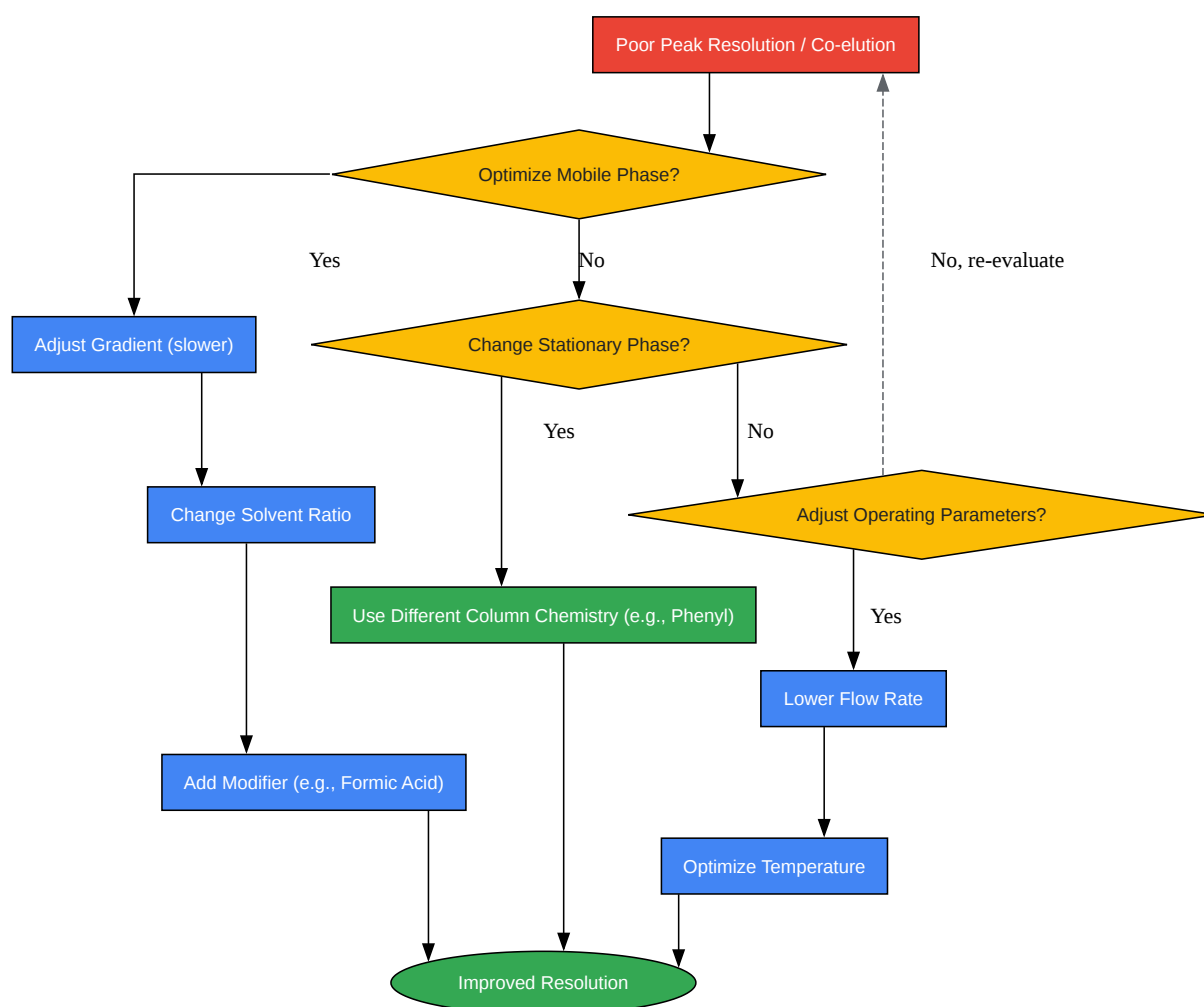 Poor Peak Resolution / Co-elution
Optimize Mobile Phase?
Yes
No
No, re-evaluate
Adjust Gradient (slower)
Change Stationary Phase?
Yes
No
Change Solvent Ratio
Adjust Operating Parameters?
Use Different Column Chemistry (e.g., Phenyl)
Yes
Lower Flow Rate
Add Modifier (e.g., Formic Acid)
Optimize Temperature
Improved Resolution